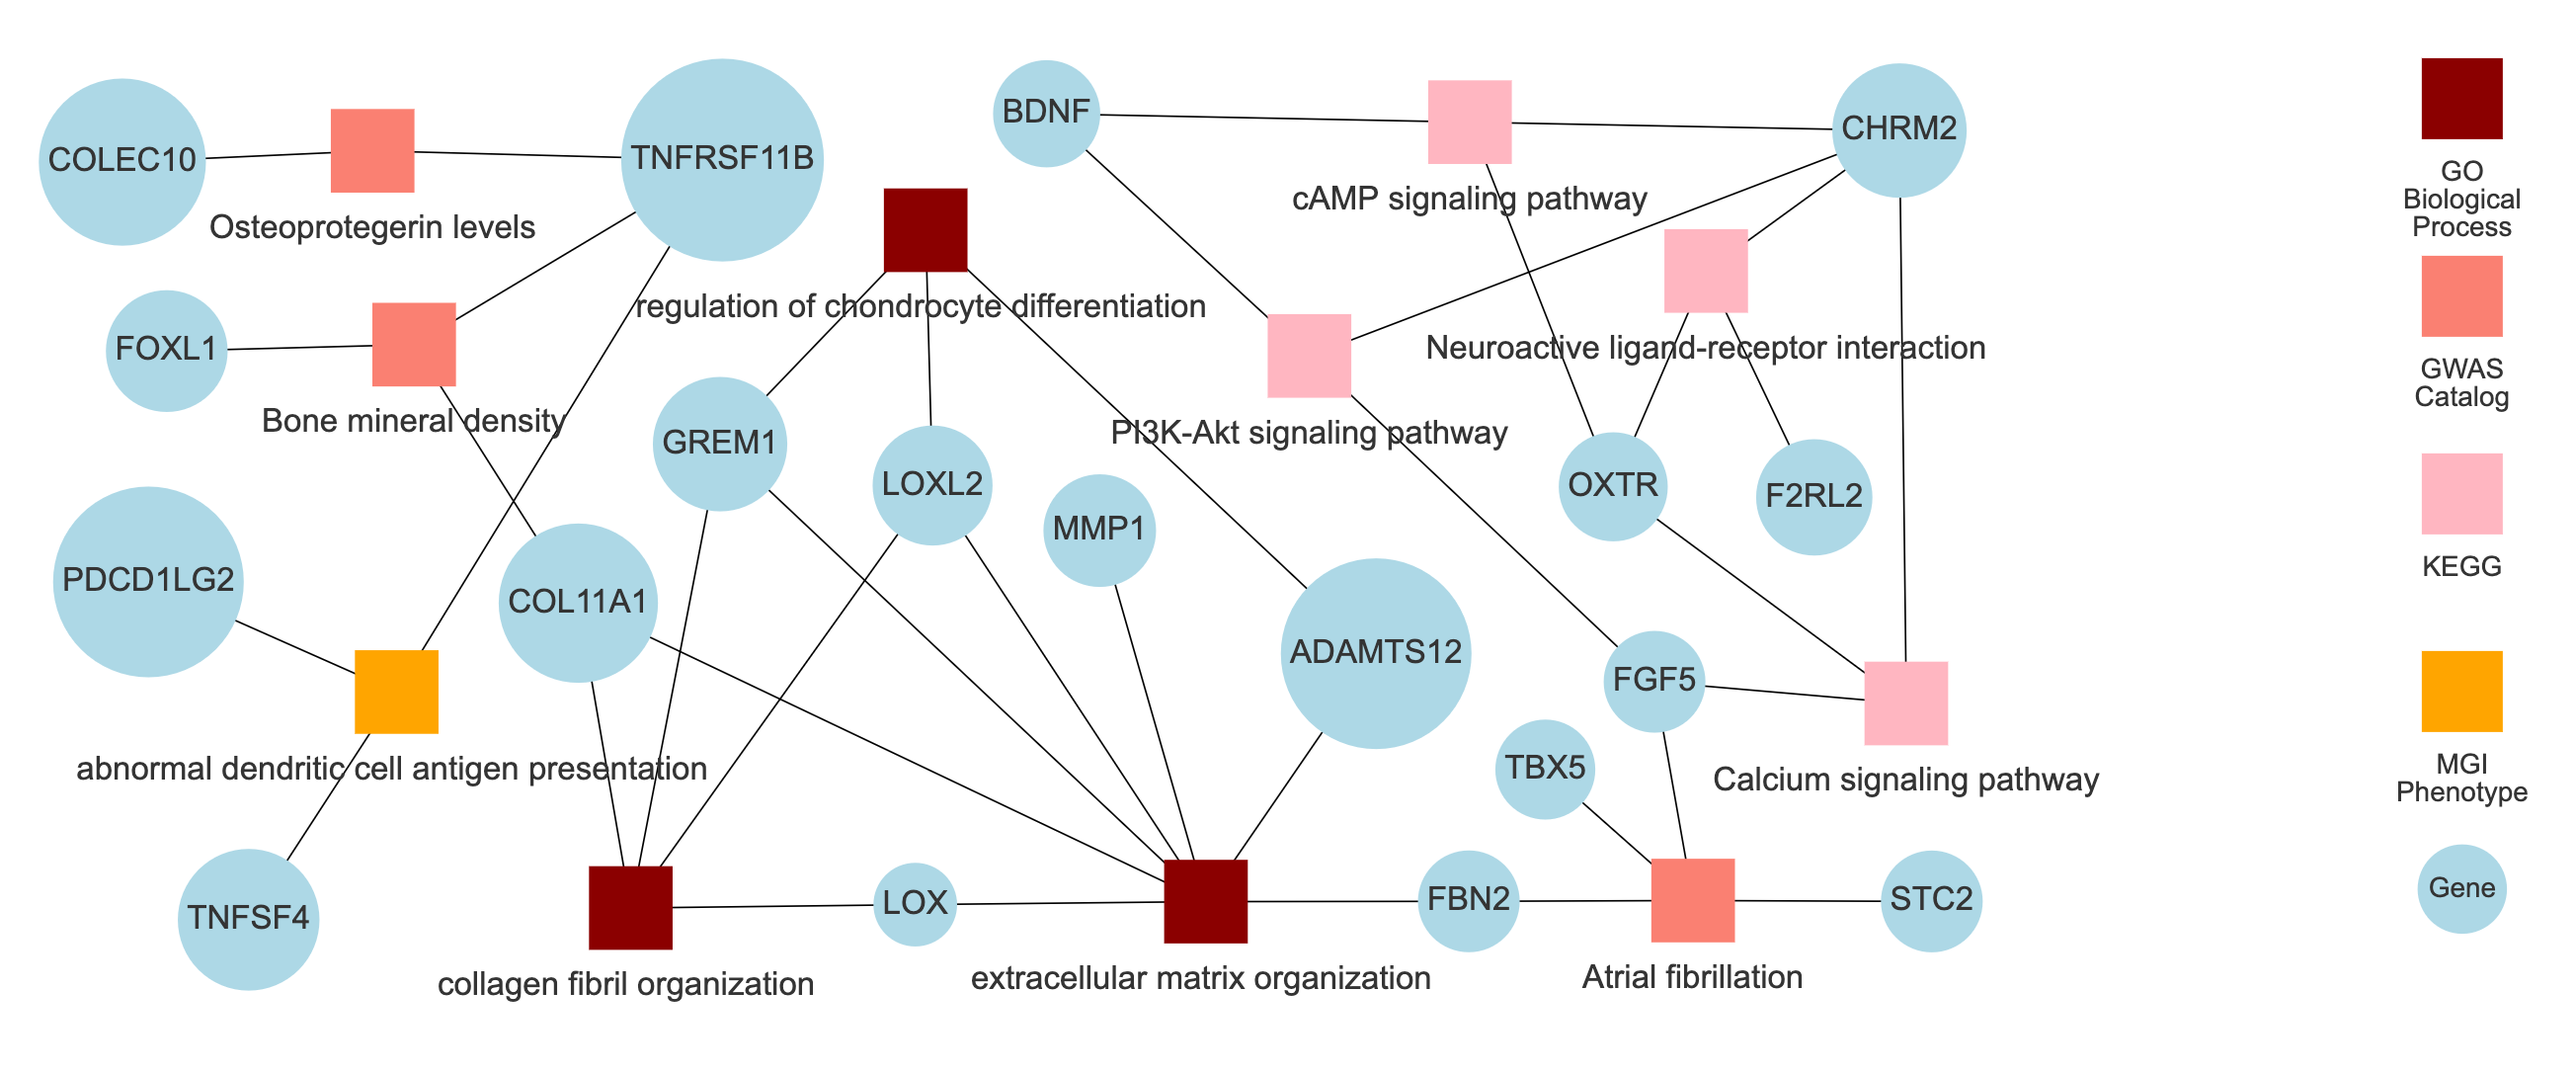 COLEC10
TNFRSF11B
Osteoprotegerin levels
BDNF
CHRM2
cAMP signaling pathway
regulation of chondrocyte differentiation
FOXL1
Bone mineral density
Neuroactive ligand-receptor interaction
PI3K-Akt signaling pathway
GREM1
LOXL2
MMP1
OXTR
F2RL2
PDCD1LG2
COL11A1
ADAMTS12
FGF5
abnormal dendritic cell antigen presentation
TBX5
Calcium signaling pathway
TNFSF4
LOX
FBN2
STC2
collagen fibril organization
extracellular matrix organization
Atrial fibrillation
GO
Biological
Process
GWAS
Catalog
KEGG
MGI
Phenotype
Gene